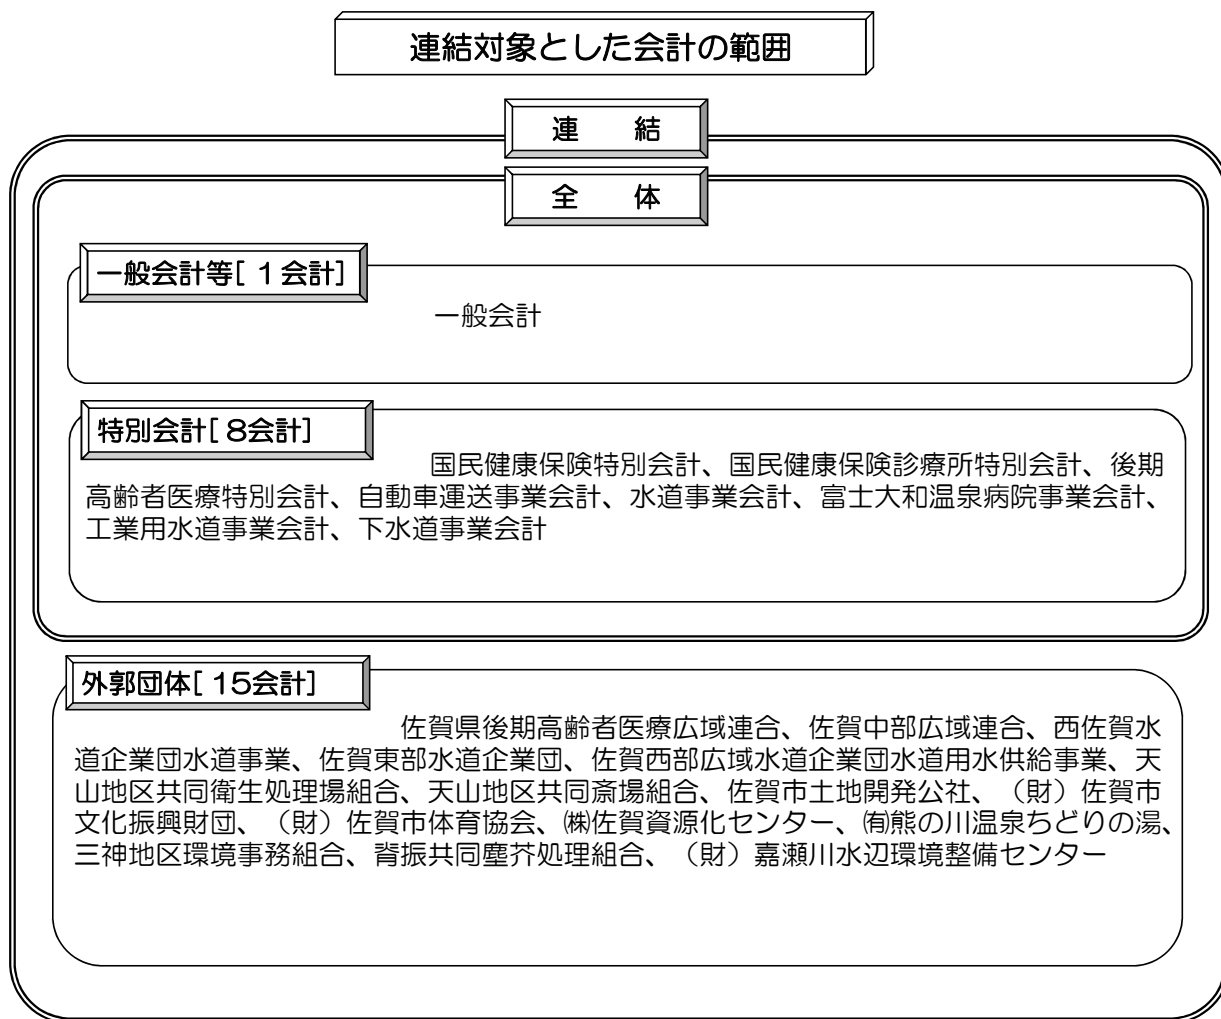 連結対象とした会計の範囲
連　　結
全　　体
一般会計等[ 1会計]
一般会計
特別会計[ 8会計]
国民健康保険特別会計、国民健康保険診療所特別会計、後期
高齢者医療特別会計、自動車運送事業会計、水道事業会計、富士大和温泉病院事業会計、
工業用水道事業会計、下水道事業会計
外郭団体[ 15会計]
佐賀県後期高齢者医療広域連合、佐賀中部広域連合、西佐賀水
道企業団水道事業、佐賀東部水道企業団、佐賀西部広域水道企業団水道用水供給事業、天
山地区共同衛生処理場組合、天山地区共同斎場組合、佐賀市土地開発公社、（財）佐賀市
文化振興財団、（財）佐賀市体育協会、㈱佐賀資源化センター、㈲熊の川温泉ちどりの湯、
三神地区環境事務組合、脊振共同塵芥処理組合、（財）嘉瀬川水辺環境整備センター